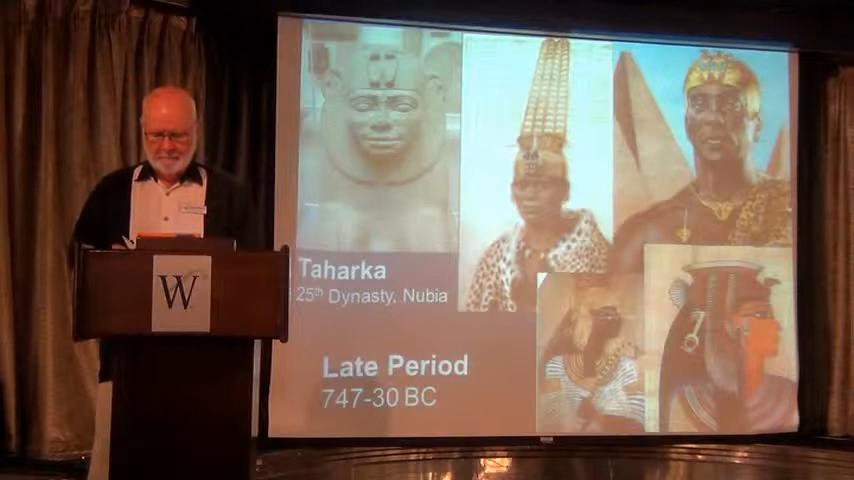 W
Taharka
25th Dynasty, Nubia
Late Period
747-30 BC